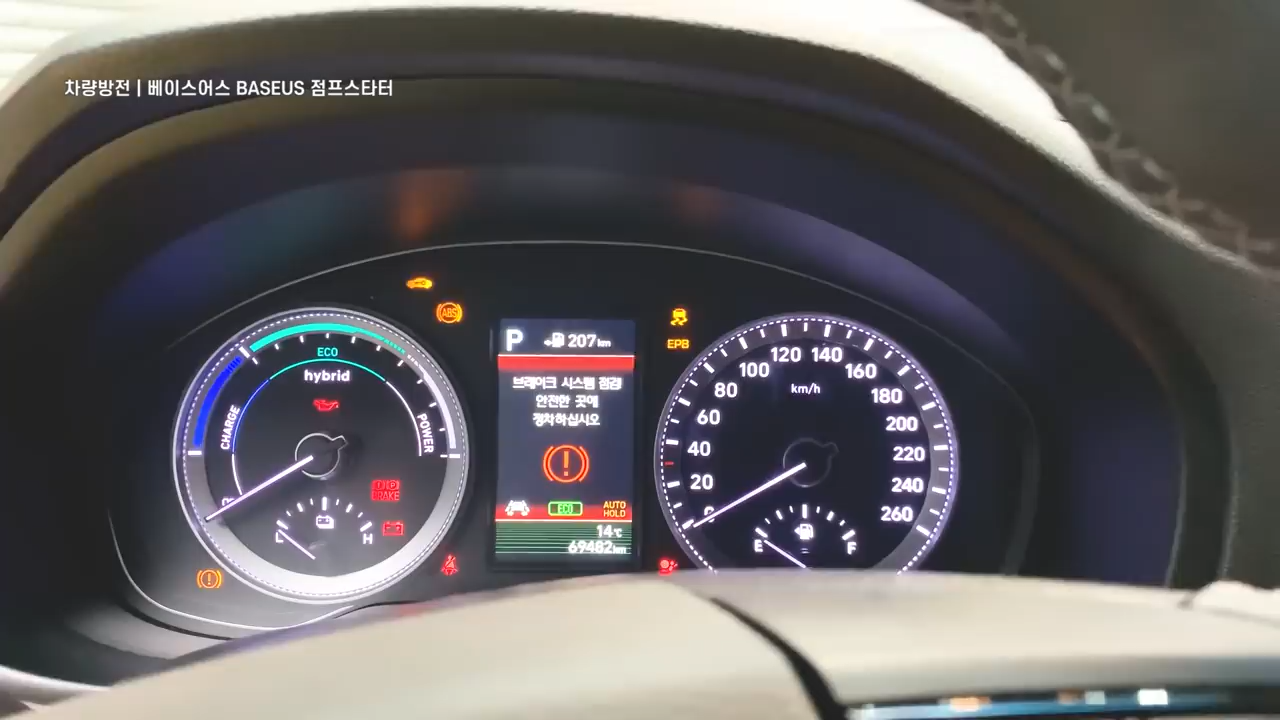 차량방전 | 베이스어스 BASEUS 점프스타터
ABS
P 207 km
EPB
브레이크 시스템 점검!
안전한 곳에
정차하십시오
ECO
AUTO
HOLD
14℃
69482km
ECO
hybrid
CHARGE
POWER
BRAKE
L H
0 20 40 60 80 100 120 140 160 180 200 220 240 260
km/h
E F